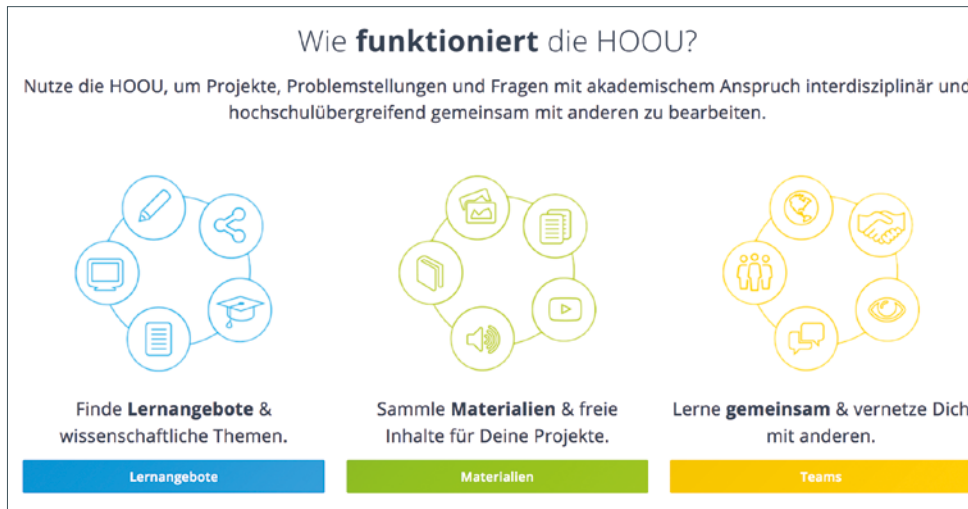 Wie funktioniert die HOOU?
Nutze die HOOU, um Projekte, Problemstellungen und Fragen mit akademischem Anspruch interdisziplinär und
hochschulübergreifend gemeinsam mit anderen zu bearbeiten.
Finde Lernangebote &
wissenschaftliche Themen.
Sammle Materialien & freie
Inhalte für Deine Projekte.
Lerne gemeinsam & vernetze Dich
mit anderen.
Lernangebote
Materialien
Teams